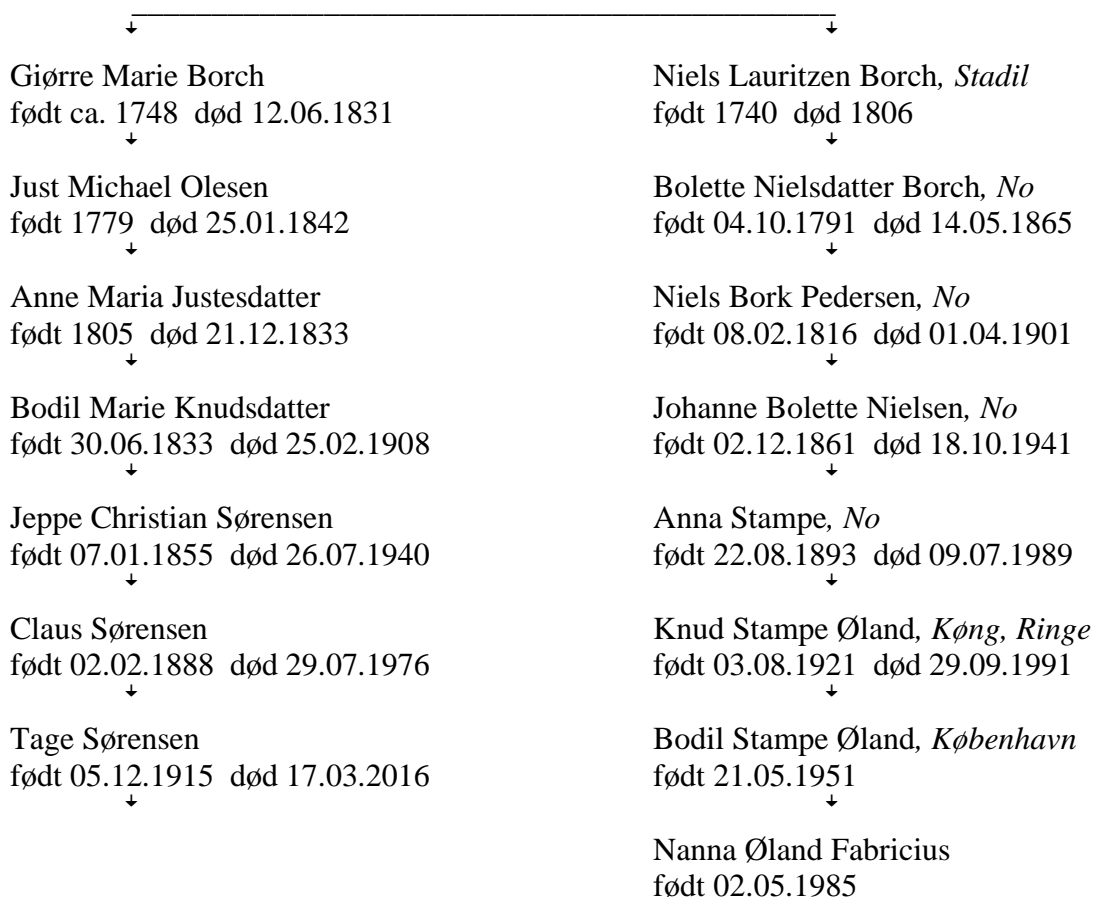 Giørre Marie Borch
født ca. 1748 død 12.06.1831
Just Michael Olesen
født 1779 død 25.01.1842
Anne Maria Justesdatter
født 1805 død 21.12.1833
Bodil Marie Knudsdatter
født 30.06.1833 død 25.02.1908
Jeppe Christian Sørensen
født 07.01.1855 død 26.07.1940
Claus Sørensen
født 02.02.1888 død 29.07.1976
Tage Sørensen
født 05.12.1915 død 17.03.2016
Niels Lauritzen Borch, Stadil
født 1740 død 1806
Bolette Nielsdatter Borch, No
født 04.10.1791 død 14.05.1865
Niels Bork Pedersen, No
født 08.02.1816 død 01.04.1901
Johanne Bolette Nielsen, No
født 02.12.1861 død 18.10.1941
Anna Stampe, No
født 22.08.1893 død 09.07.1989
Knud Stampe Øland, Køng, Ringe
født 03.08.1921 død 29.09.1991
Bodil Stampe Øland, København
født 21.05.1951
Nanna Øland Fabricius
født 02.05.1985